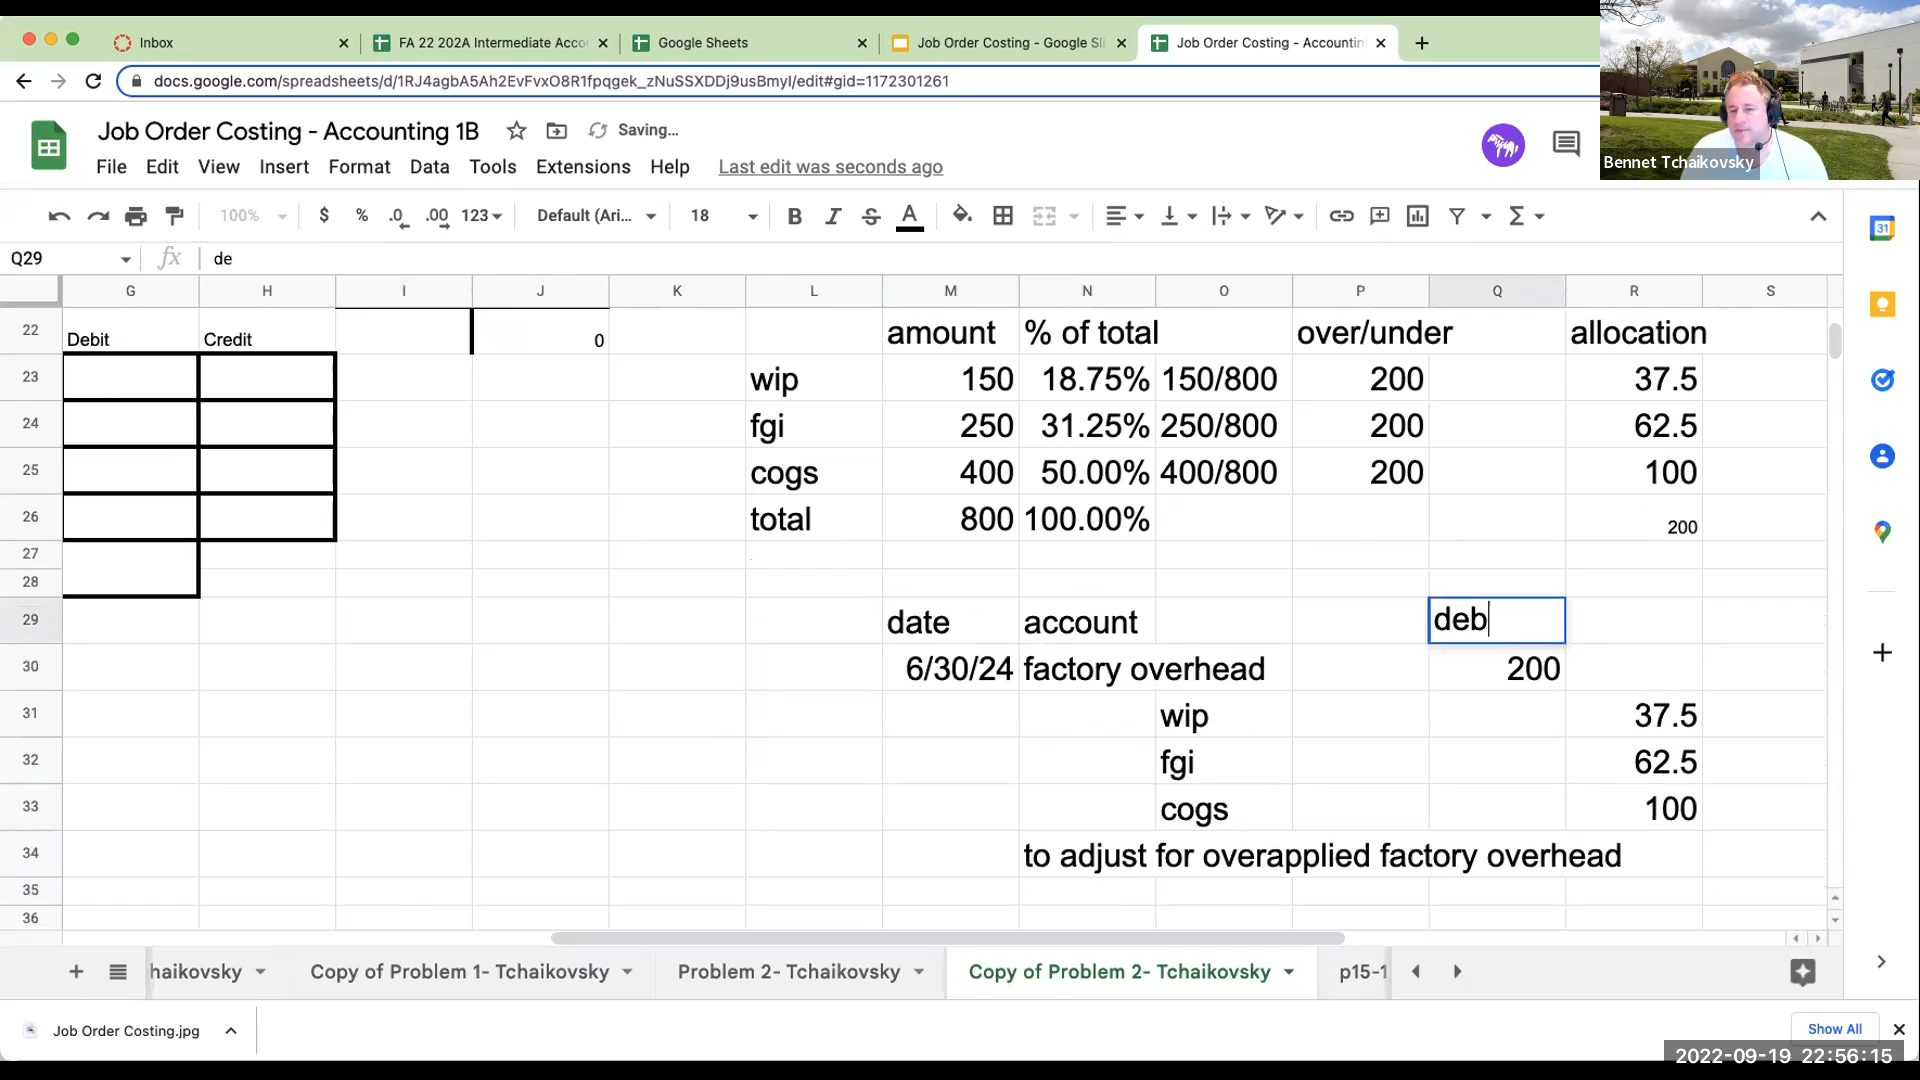 Inbox
FA 22 202A Intermediate Acco
Google Sheets
Job Order Costing - Google Sli
Job Order Costing - Accountin
docs.google.com/spreadsheets/d/1RJ4agbA5Ah2EvFvxO8R1fpqgek_zNuSSXDDj9usBmyI/edit#gid=1172301261
Job Order Costing - Accounting 1B
Saving...
File Edit View Insert Format Data Tools Extensions Help Last edit was seconds ago
Bennet Tchaikovsky
100% $ % .0 .00 123 Default (Ari... 18 B I S A
31
Q29 fx de
G H I J K L M N O P Q R S
22 Debit Credit 0 amount % of total over/under allocation
23 wip 150 18.75% 150/800 200 37.5
24 fgi 250 31.25% 250/800 200 62.5
25 cogs 400 50.00% 400/800 200 100
26 total 800 100.00% 200
27
28
29 date account deb
30 6/30/24 factory overhead 200
31 wip 37.5
32 fgi 62.5
33 cogs 100
34 to adjust for overapplied factory overhead
35
36
haikovsky Copy of Problem 1- Tchaikovsky Problem 2- Tchaikovsky Copy of Problem 2- Tchaikovsky p15-1
Job Order Costing.jpg
Show All
2022-09-19 22:56:15